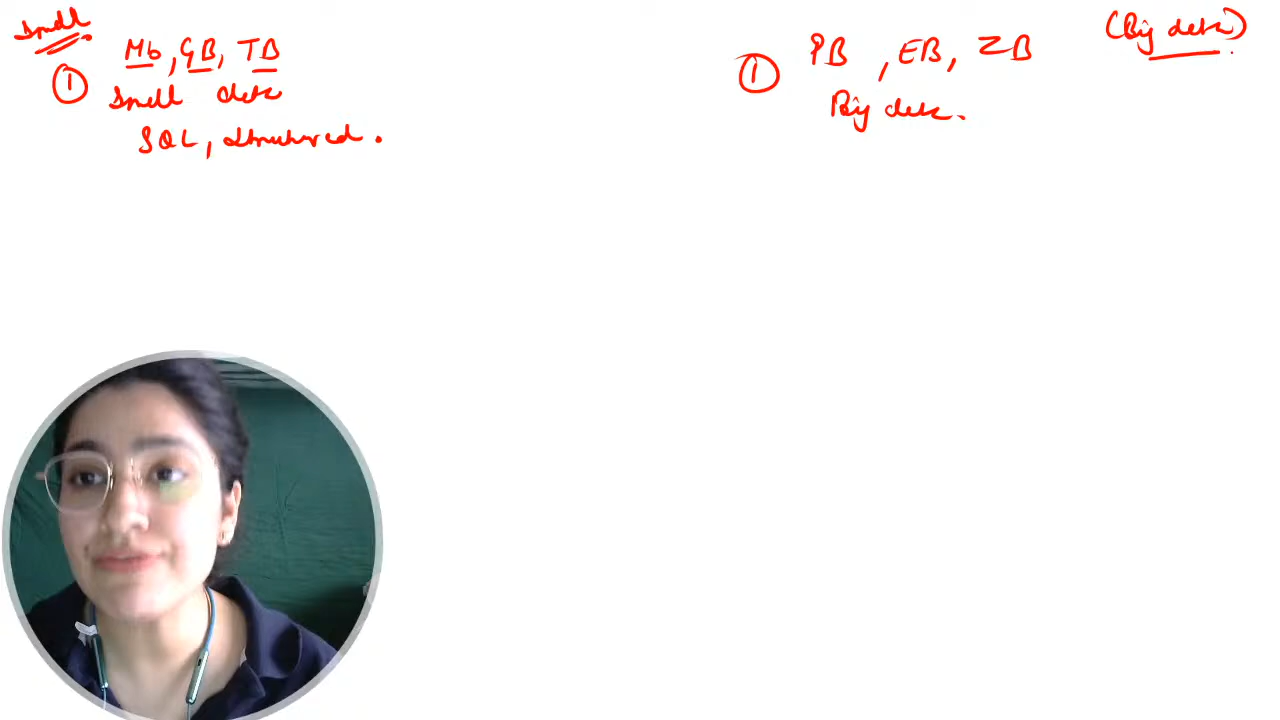 Small
① Mb, GB, TB
Small data
SQL, structured.
① PB, EB, ZB
Big data.
(Big data)